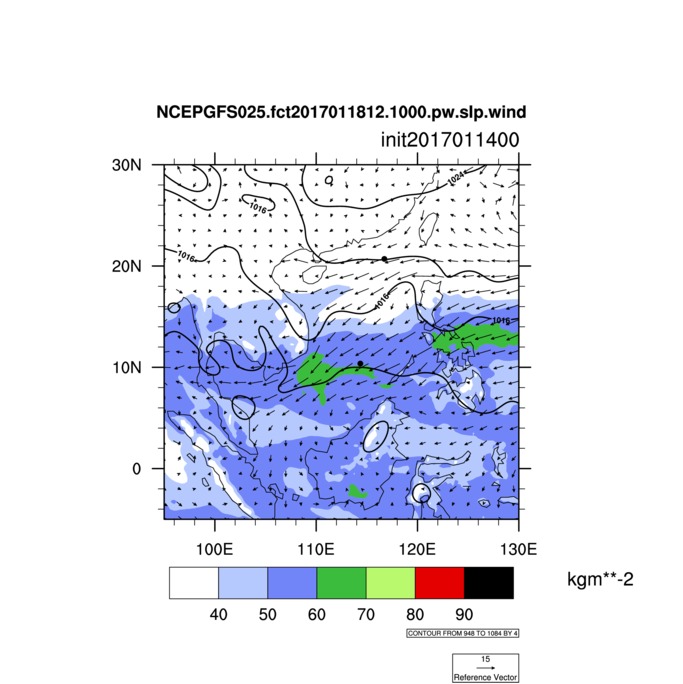 NCEPGFS025.fct2017011812.1000.pw.slp.wind
init2017011400
30N
1024
1016
1016
20N
1016
1016
10N
0
100E 110E 120E 130E
kgm**-2
40 50 60 70 80 90
CONTOUR FROM 948 TO 1084 BY 4
15
Reference Vector